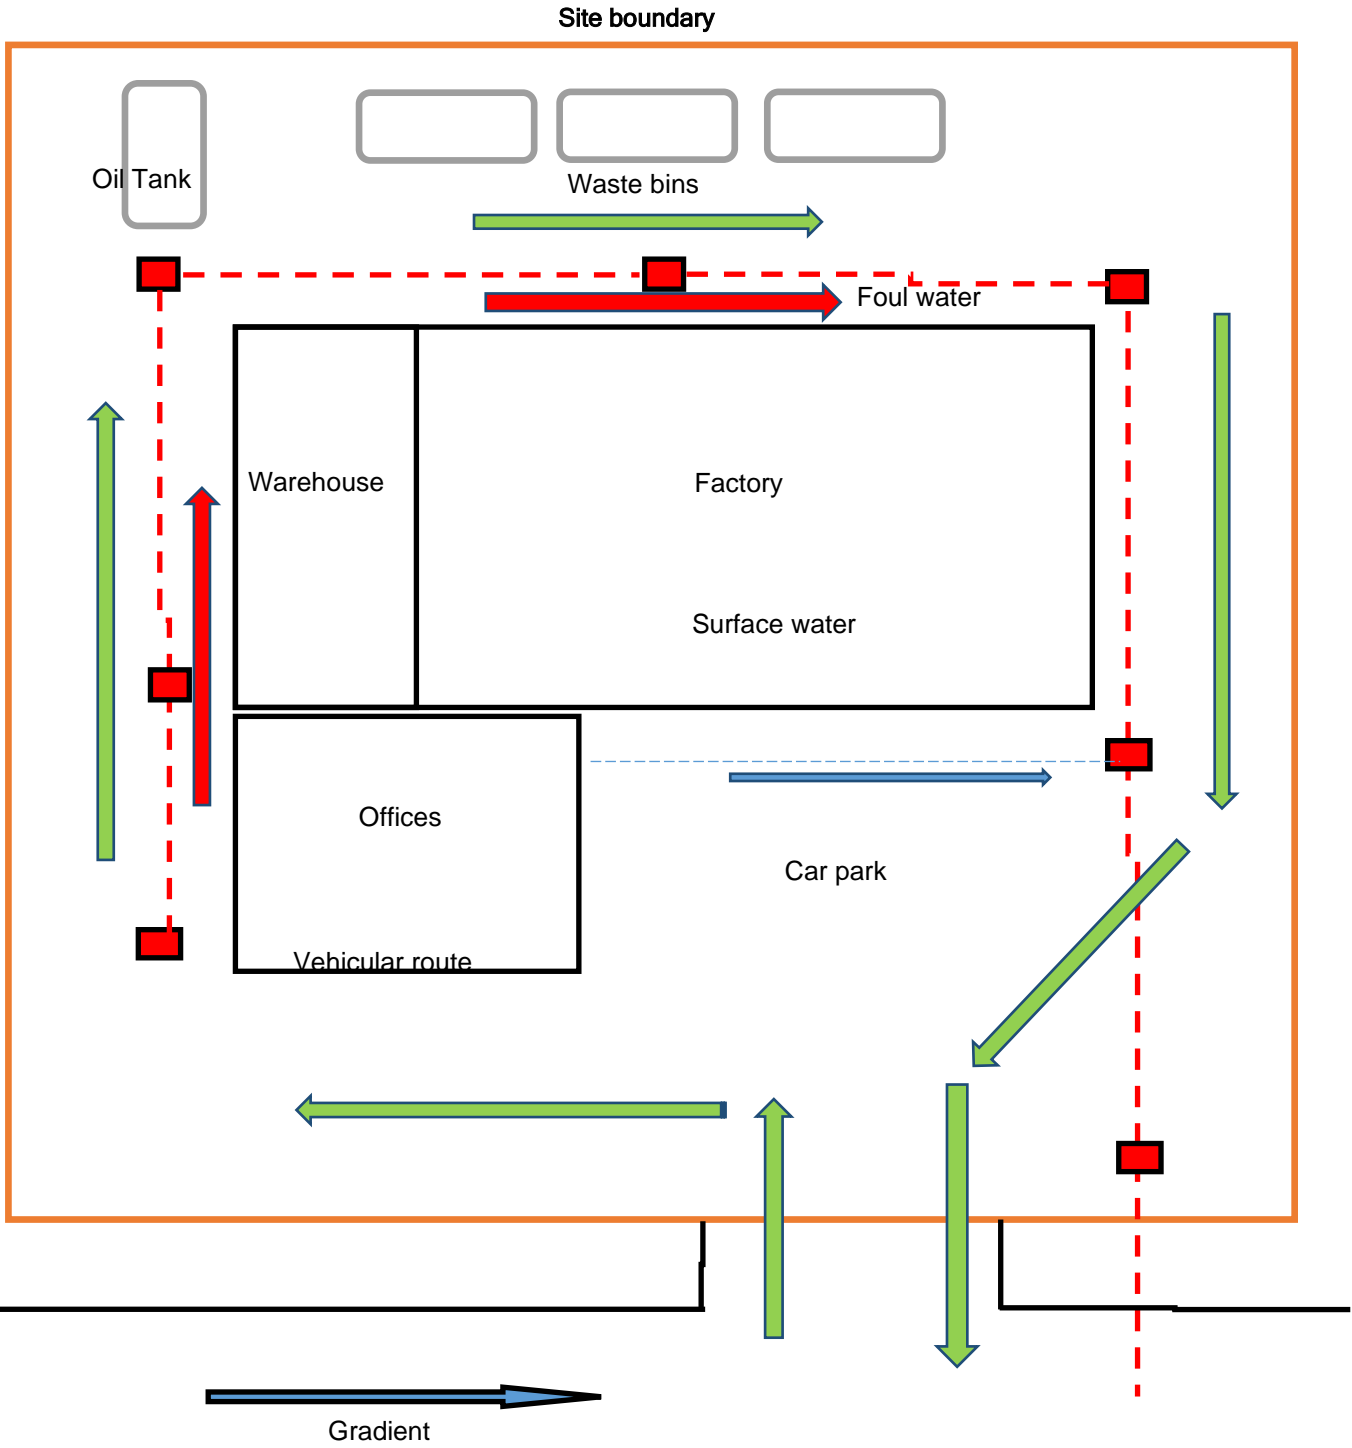 Site boundary
Oil Tank
Waste bins
Foul water
Warehouse
Factory
Surface water
Offices
Car park
Vehicular route
Gradient